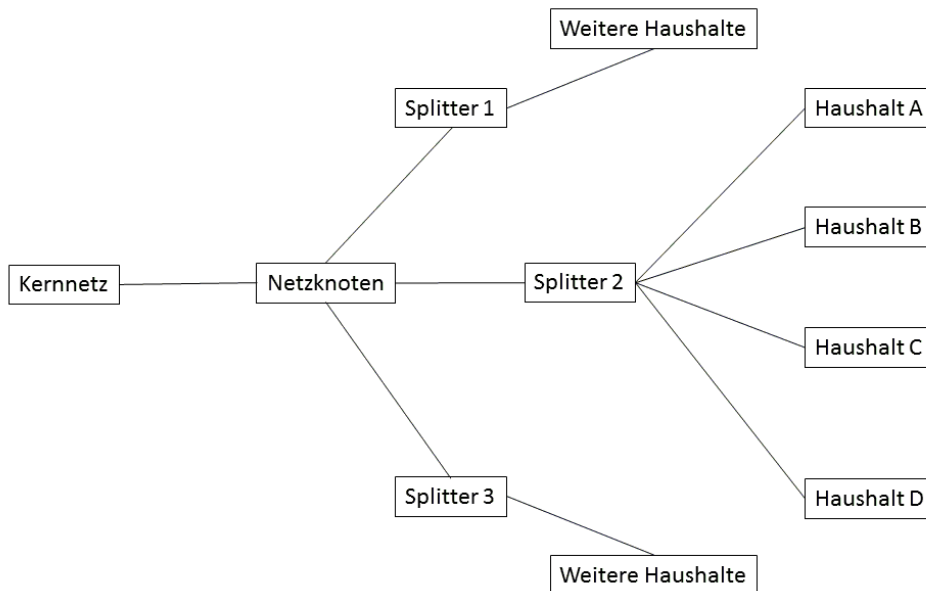 Weitere Haushalte
Splitter 1
Haushalt A
Haushalt B
Kernnetz
Netzknoten
Splitter 2
Haushalt C
Splitter 3
Haushalt D
Weitere Haushalte